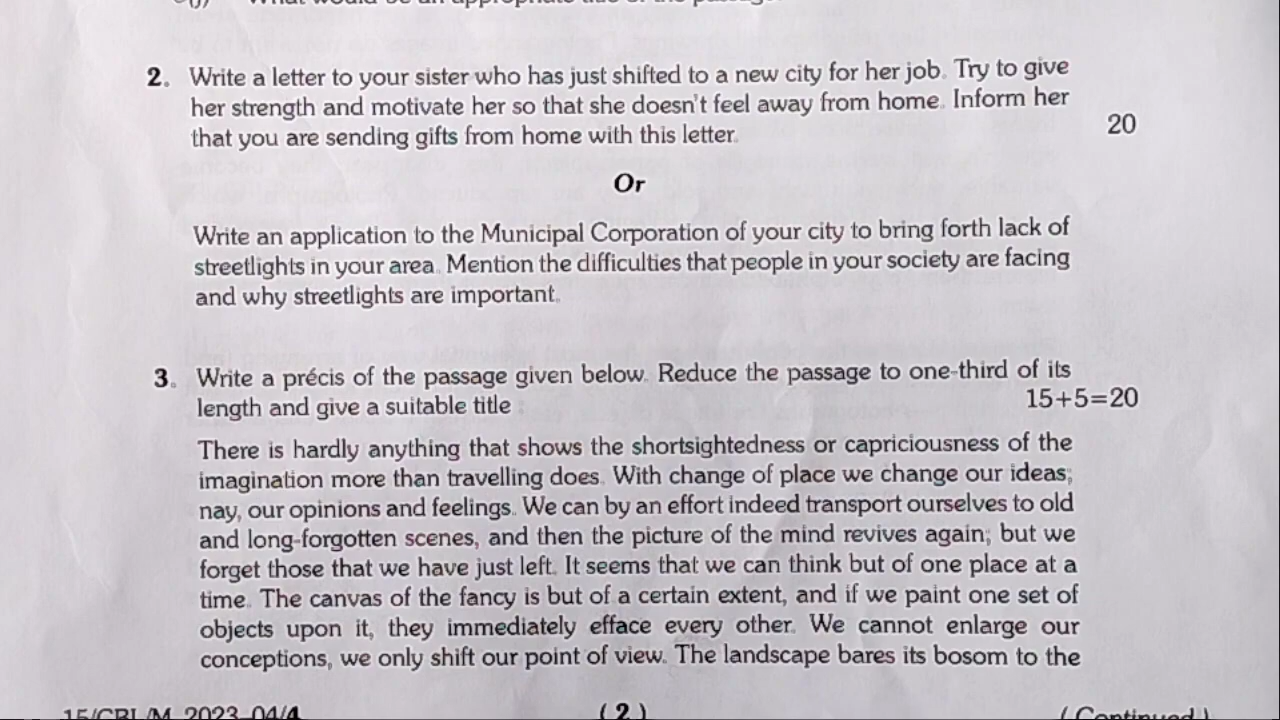 2. Write a letter to your sister who has just shifted to a new city for her job. Try to give
her strength and motivate her so that she doesn't feel away from home. Inform her
that you are sending gifts from home with this letter.
20
Or
Write an application to the Municipal Corporation of your city to bring forth lack of
streetlights in your area. Mention the difficulties that people in your society are facing
and why streetlights are important.
3. Write a précis of the passage given below. Reduce the passage to one-third of its
length and give a suitable title :
15+5=20
There is hardly anything that shows the shortsightedness or capriciousness of the
imagination more than travelling does. With change of place we change our ideas;
nay, our opinions and feelings. We can by an effort indeed transport ourselves to old
and long-forgotten scenes, and then the picture of the mind revives again; but we
forget those that we have just left. It seems that we can think but of one place at a
time. The canvas of the fancy is but of a certain extent, and if we paint one set of
objects upon it, they immediately efface every other. We cannot enlarge our
conceptions, we only shift our point of view. The landscape bares its bosom to the
15/CBL/M-2023-04/4
( 2 )
( Continued )